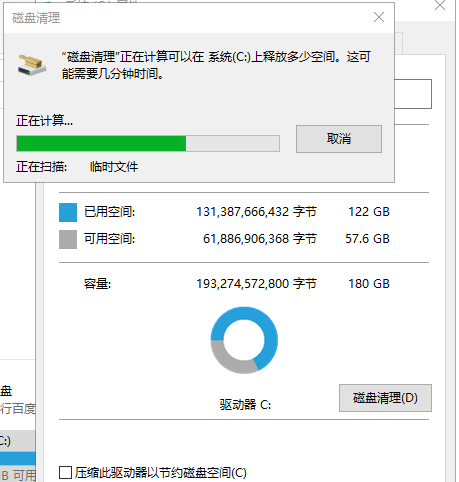 磁盘清理
“磁盘清理”正在计算可以在 系统(C:)上释放多少空间。这可
能需要几分钟时间。
正在计算...
取消
正在扫描: 临时文件
已用空间: 131,387,666,432 字节 122 GB
可用空间: 61,886,906,368 字节 57.6 GB
容量: 193,274,572,800 字节 180 GB
驱动器 C:
磁盘清理(D)
压缩此驱动器以节约磁盘空间(C)
盘
行百度
C:)
GB 可用